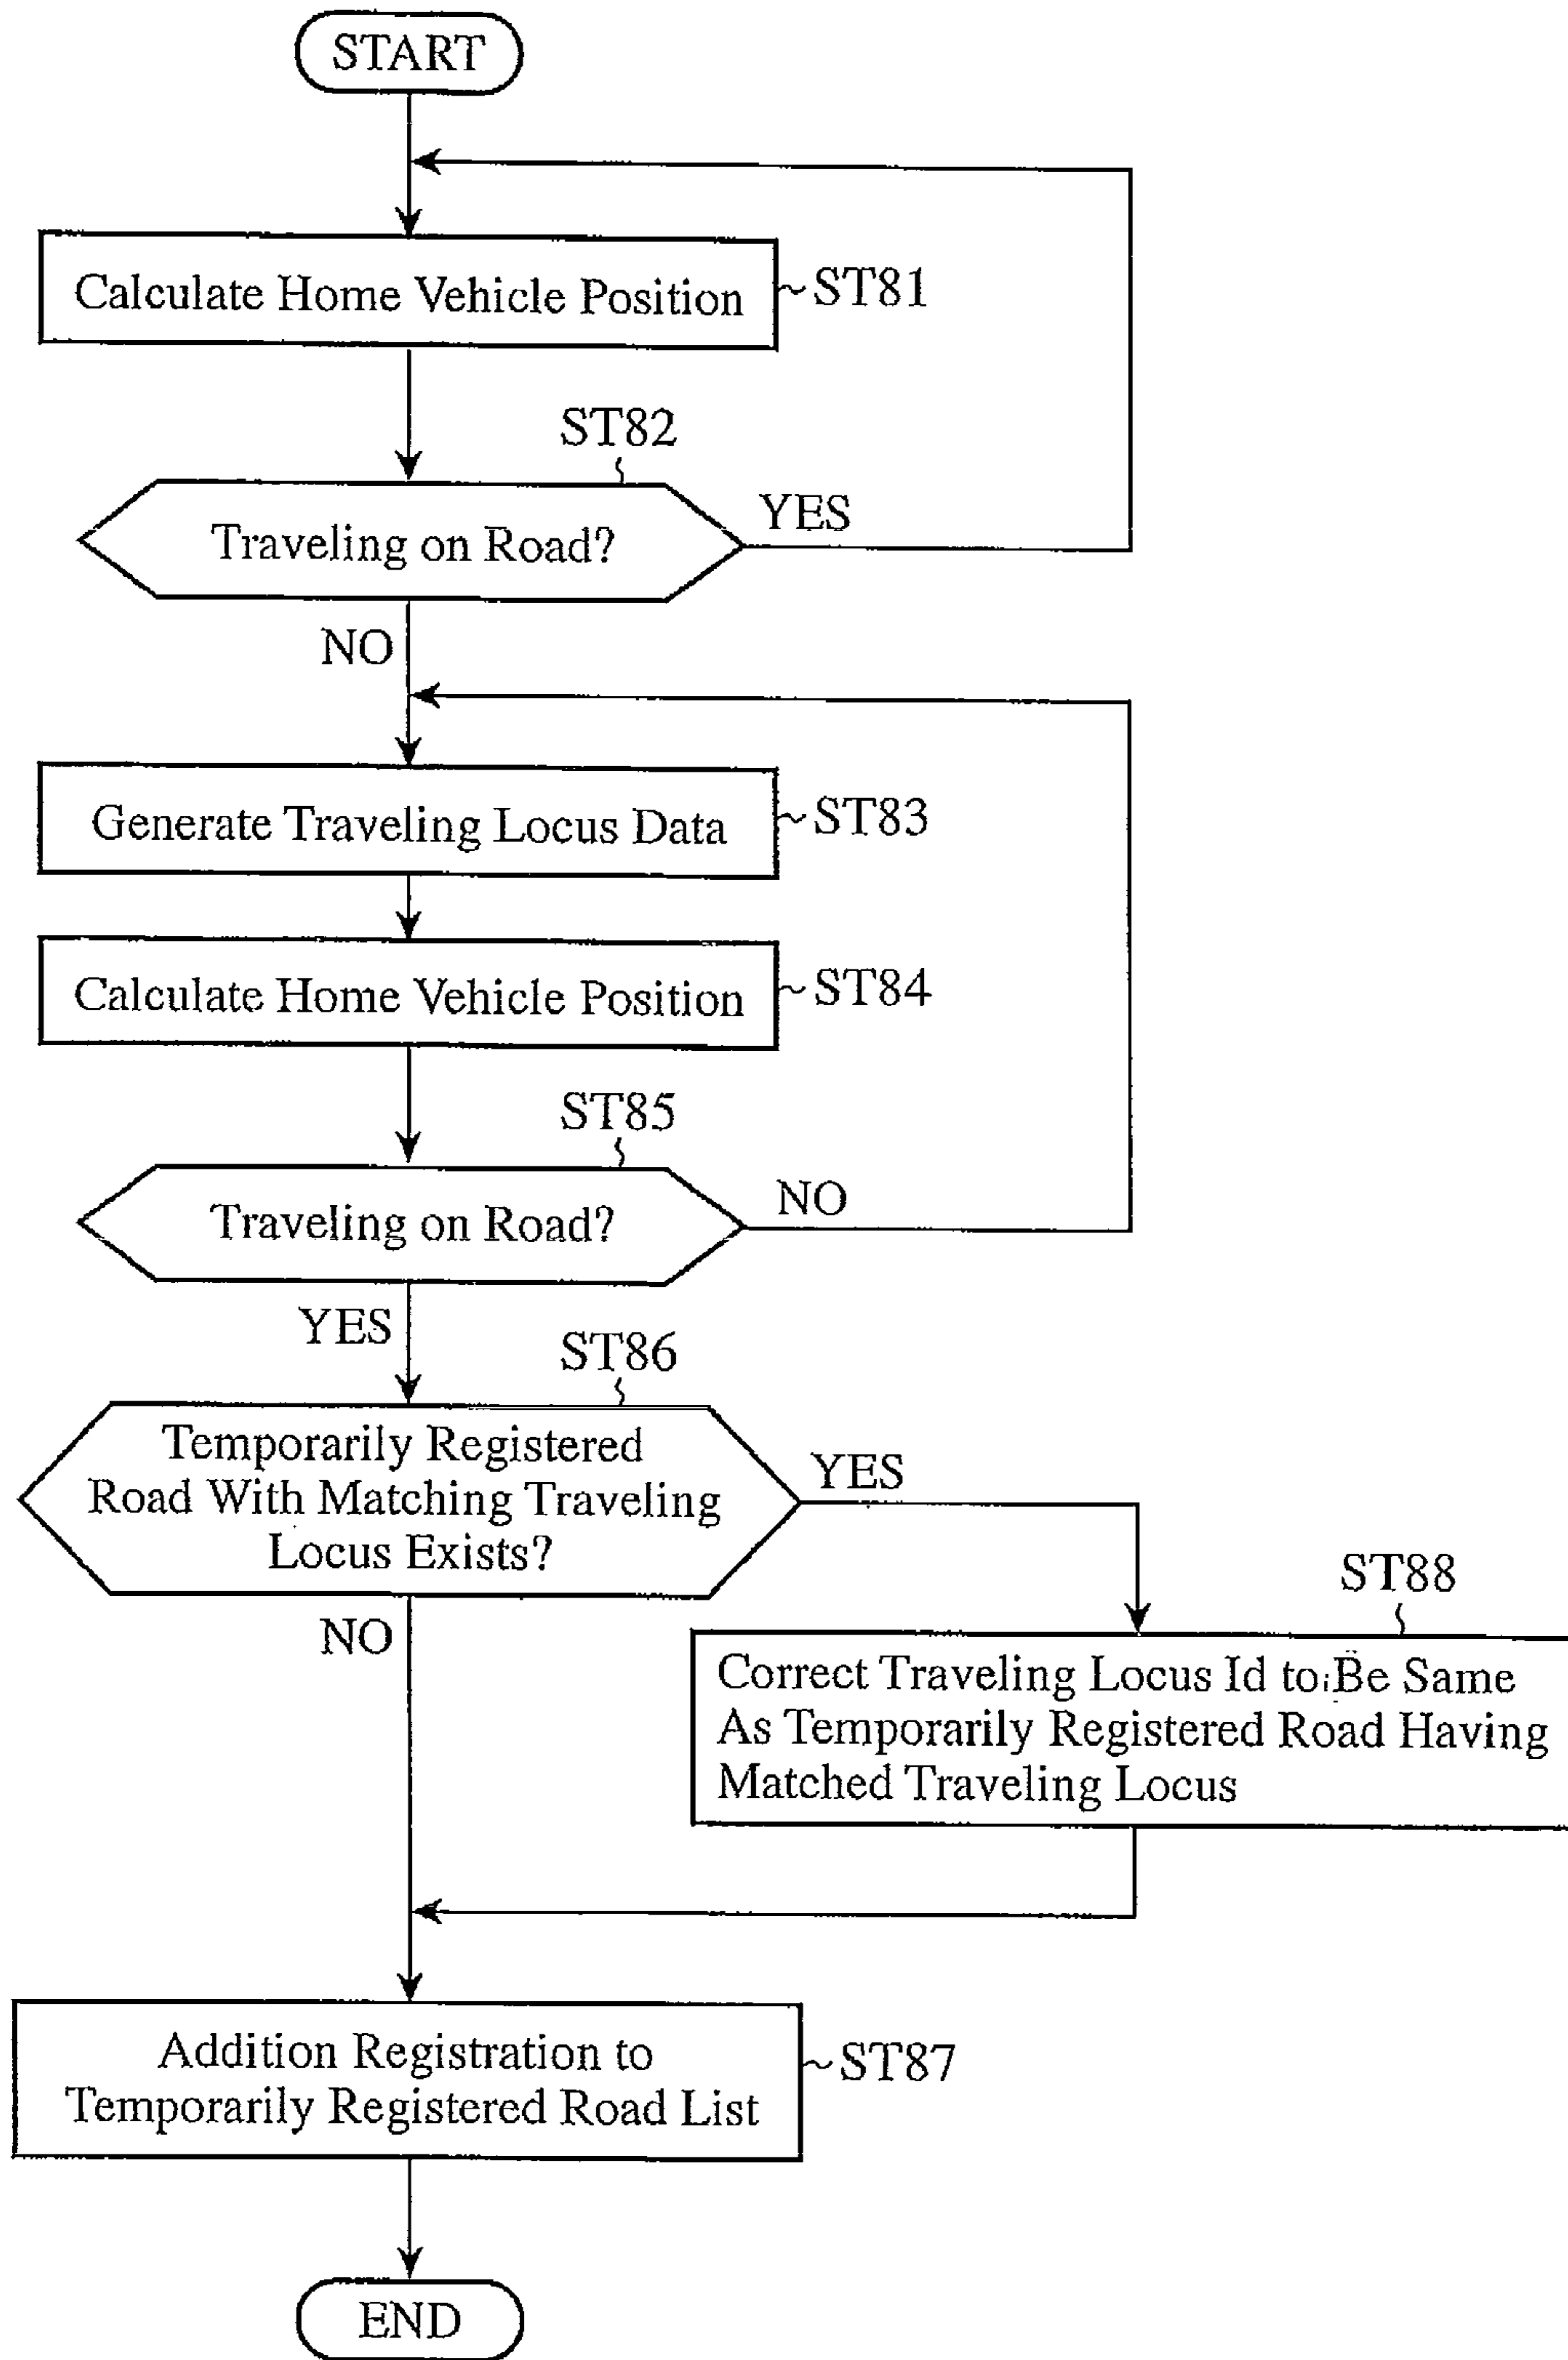 START
Calculate Home Vehicle Position
ST81
ST82
Traveling on Road?
YES
NO
Generate Traveling Locus Data
ST83
Calculate Home Vehicle Position
ST84
ST85
Traveling on Road?
NO
YES
ST86
Temporarily Registered
Road With Matching Traveling
Locus Exists?
YES
NO
ST88
Correct Traveling Locus Id to Be Same
As Temporarily Registered Road Having
Matched Traveling Locus
Addition Registration to
Temporarily Registered Road List
ST87
END